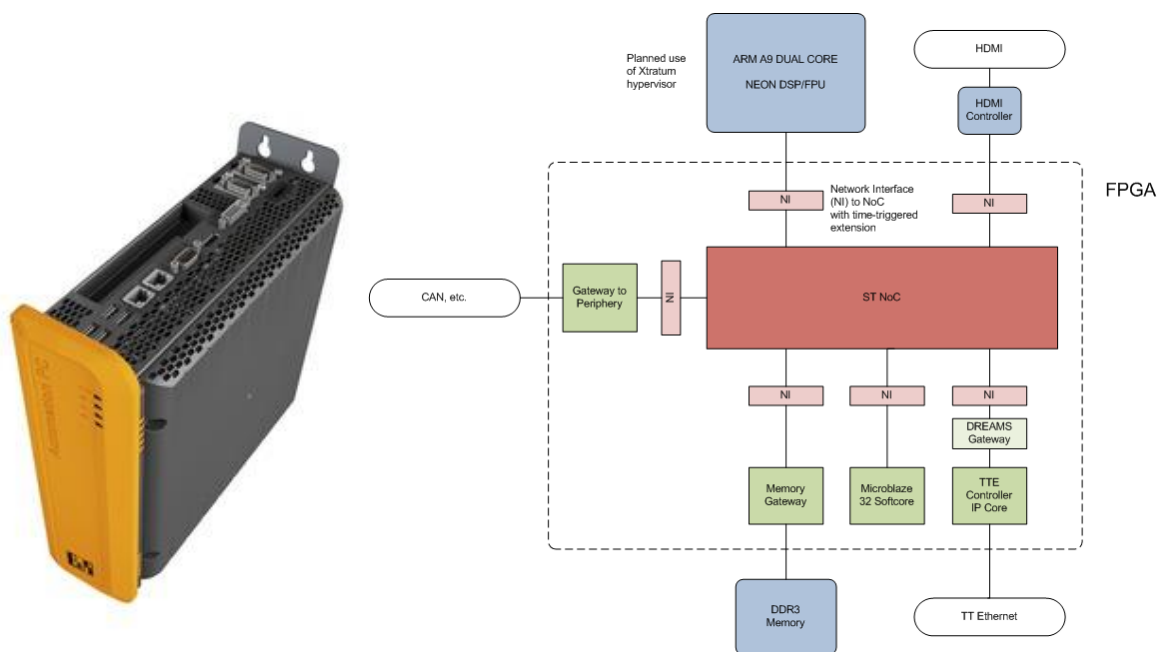 Automation PC
Planned use
of Xtratum
hypervisor
ARM A9 DUAL CORE
NEON DSP/FPU
HDMI
HDMI
Controller
FPGA
NI
Network Interface
(NI) to NoC
with time-triggered
extension
NI
CAN, etc.
Gateway to
Periphery
NI
ST NoC
NI
NI
NI
DREAMS
Gateway
Memory
Gateway
Microblaze
32 Softcore
TTE
Controller
IP Core
DDR3
Memory
TT Ethernet